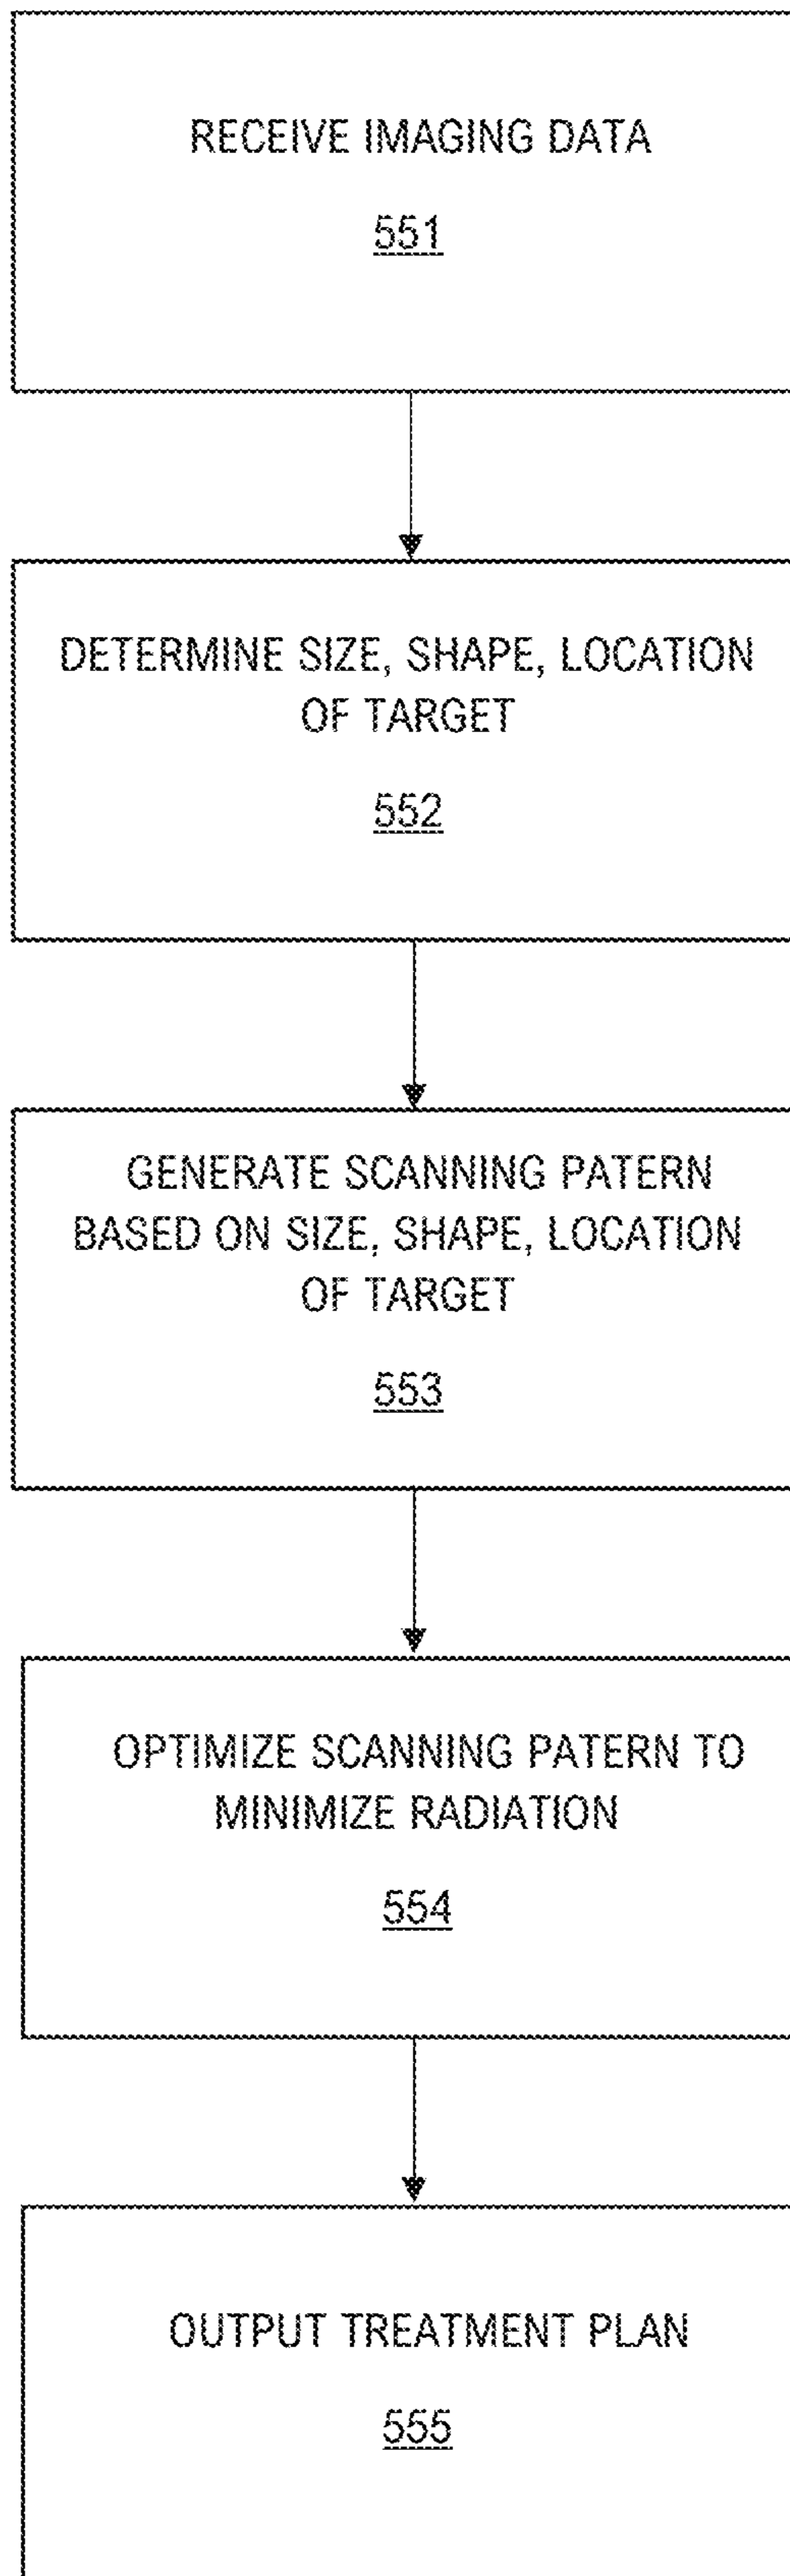 RECEIVE IMAGING DATA
551
DETERMINE SIZE, SHAPE, LOCATION
OF TARGET
552
GENERATE SCANNING PATERN
BASED ON SIZE, SHAPE, LOCATION
OF TARGET
553
OPTIMIZE SCANNING PATERN TO
MINIMIZE RADIATION
554
OUTPUT TREATMENT PLAN
555